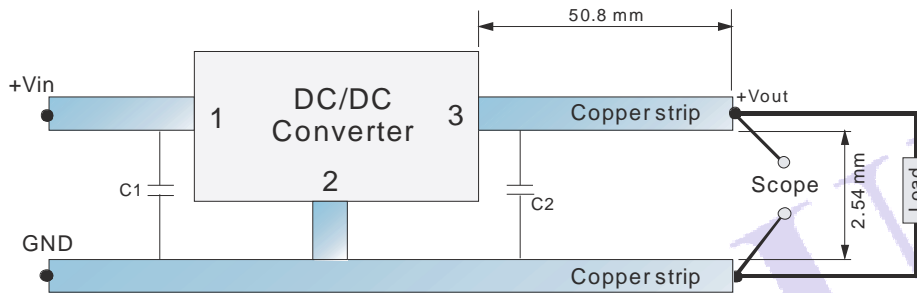 50.8 mm
+Vin
DC/DC
Converter
1
2
3
Copper strip
+Vout
C1
C2
Scope
2.54 mm
Load
GND
Copper strip